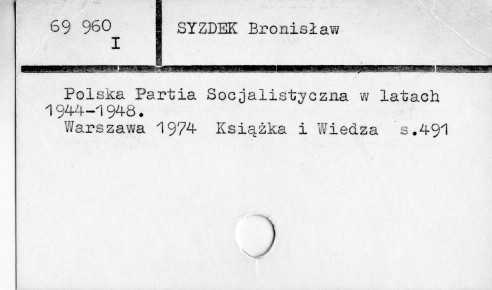 69 960
I
SYZDEK Bronisław
Polska Partia Socjalistyczna w latach
1944-1948.
Warszawa 1974 Książka i Wiedza s.491